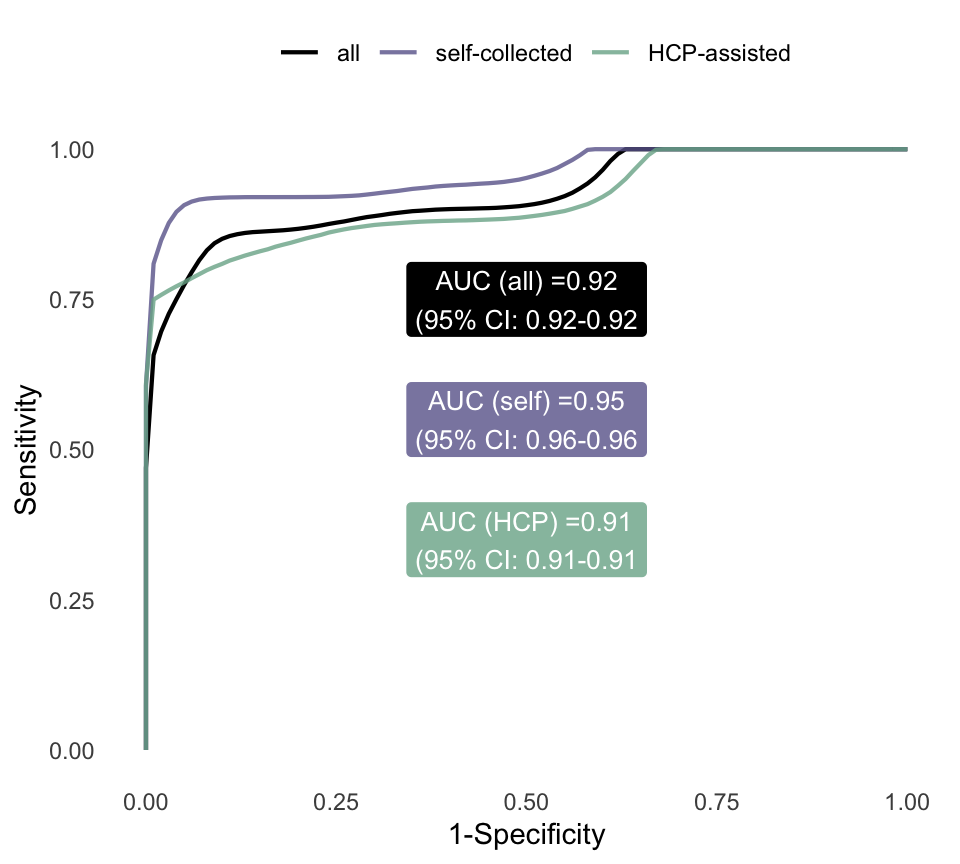 all self-collected HCP-assisted
1.00
0.75
0.50
0.25
0.00
Sensitivity
AUC (all) =0.92
(95% CI: 0.92-0.92
AUC (self) =0.95
(95% CI: 0.96-0.96
AUC (HCP) =0.91
(95% CI: 0.91-0.91
0.00 0.25 0.50 0.75 1.00
1-Specificity